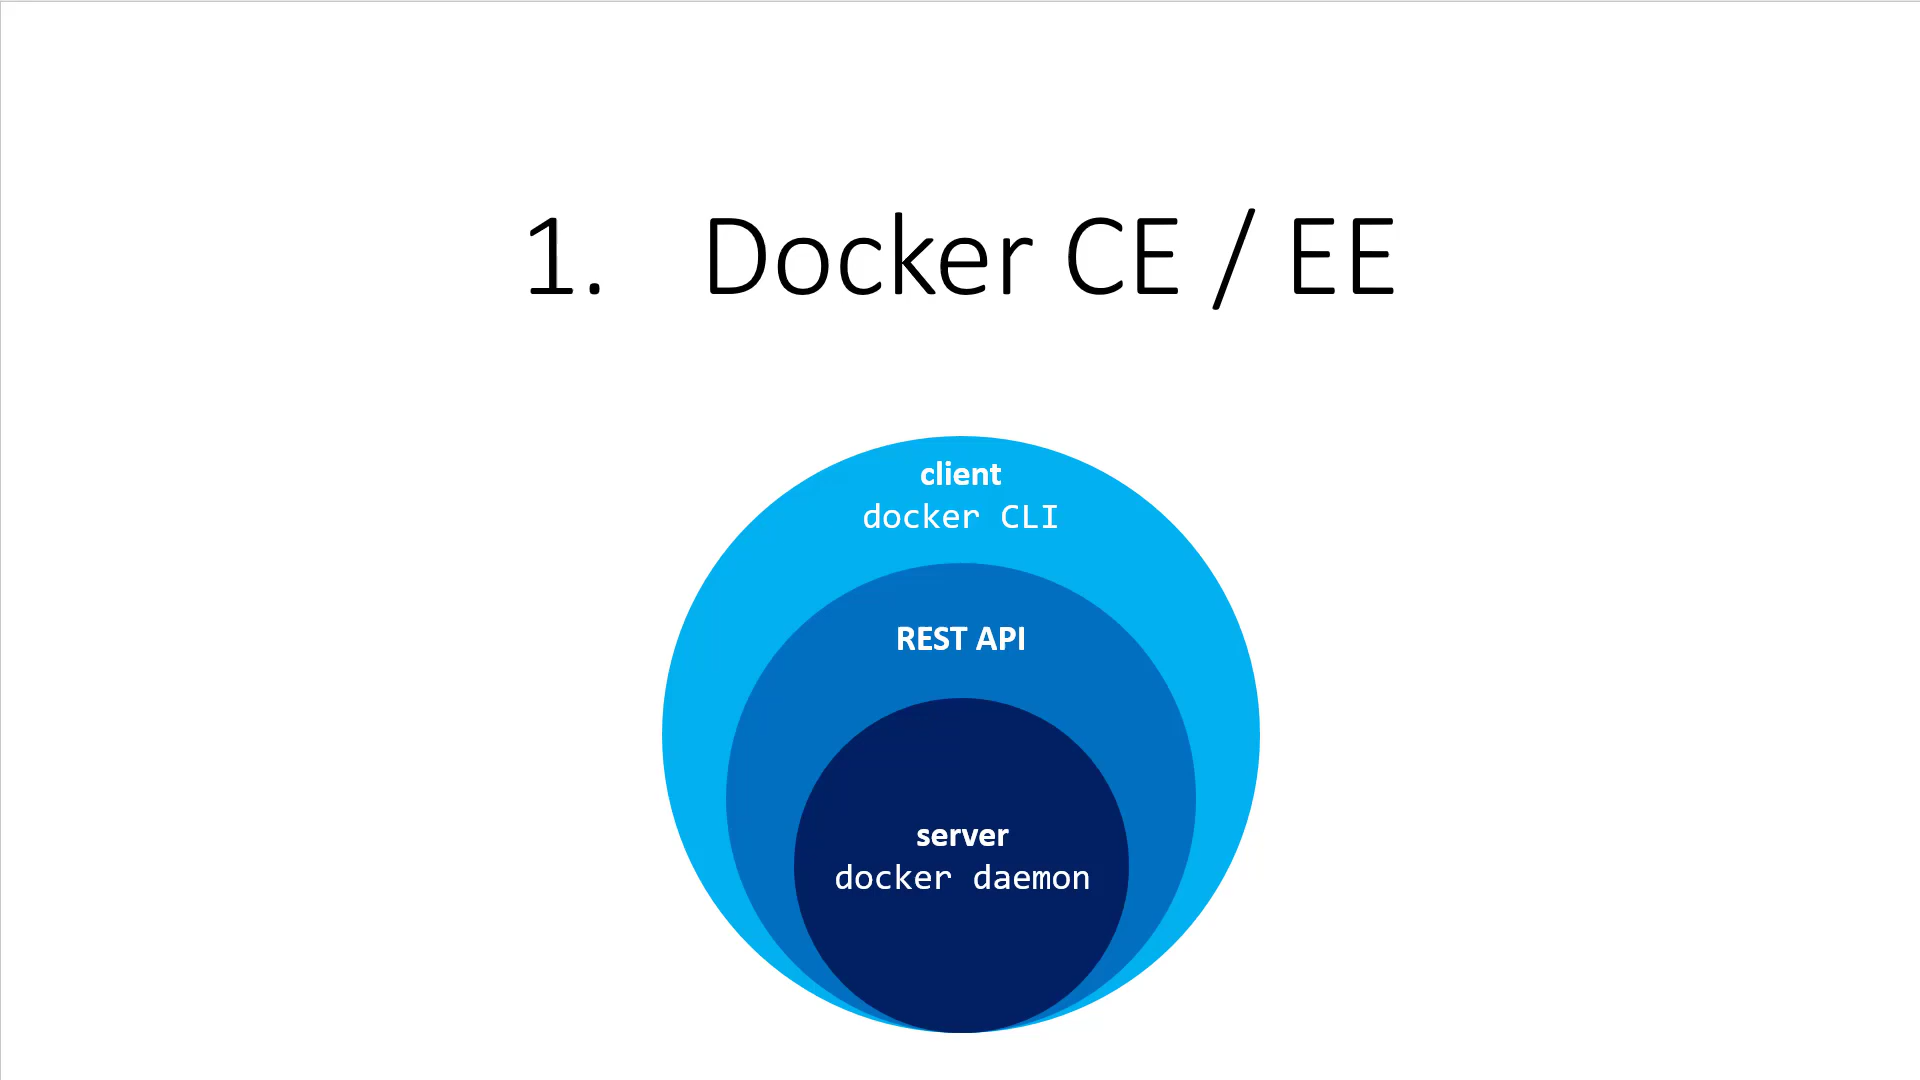 1. Docker CE / EE
client
docker CLI
REST API
server
docker daemon